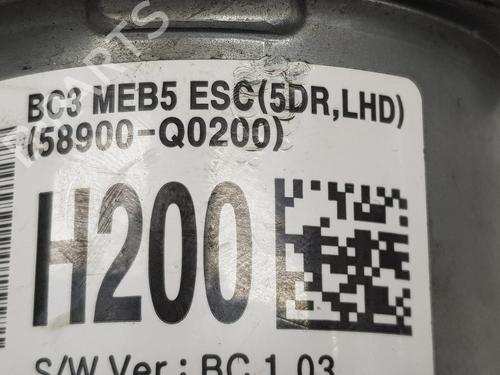 BC3 MEB5 ESC(5DR,LHD)
(58900-Q0200)
H200
S/W Ver : BC 1.03